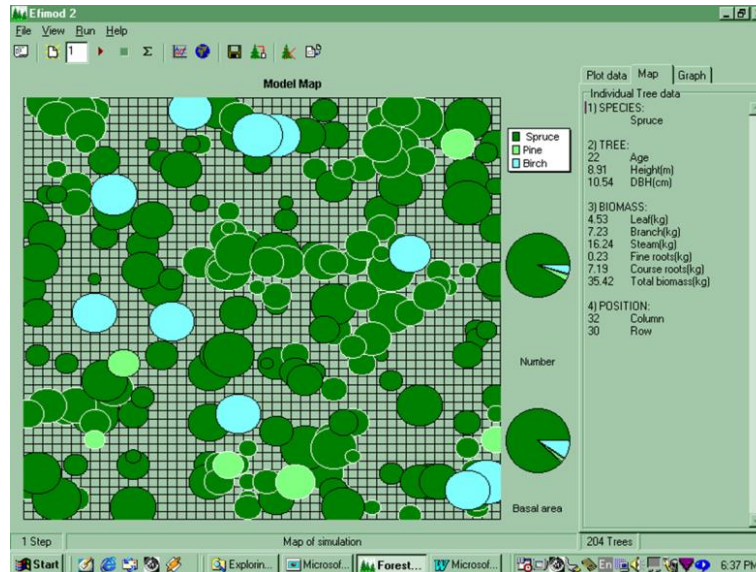 Efimod 2
File View Run Help
1
Σ
Model Map
Spruce
Pine
Birch
Number
Basal area
Plot data Map Graph
Individual Tree data
1) SPECIES:
Spruce
2) TREE:
22 Age
8.91 Height(m)
10.54 DBH(cm)
3) BIOMASS:
4.53 Leaf(kg)
7.23 Branch(kg)
16.24 Steam(kg)
0.23 Fine roots(kg)
7.19 Course roots(kg)
35.42 Total biomass(kg)
4) POSITION:
32 Column
30 Row
1 Step Map of simulation 204 Trees
Start Explorin... Microsof... Forest... Microsof... En 6:37 PM